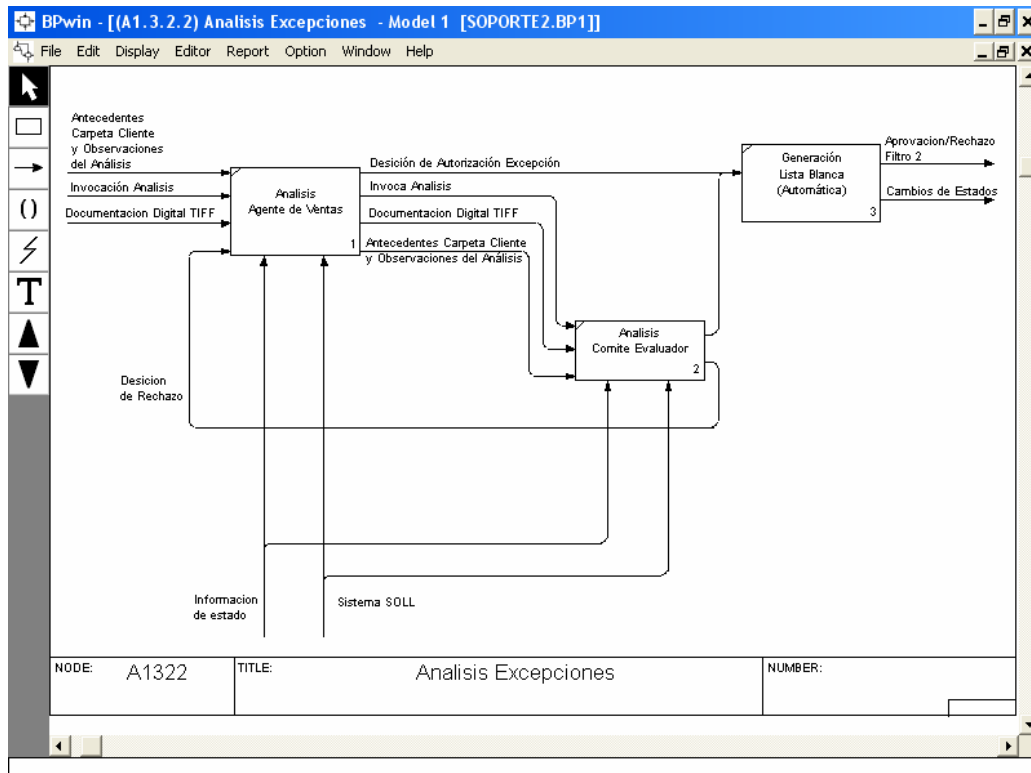 BPwin - [(A1.3.2.2) Analisis Excepciones - Model 1 [SOPORTE2.BP1]]
File Edit Display Editor Report Option Window Help
Antecedentes
Carpeta Cliente
y Observaciones
del Análisis
Invocación Analisis
Documentacion Digital TIFF
Analisis
Agente de Ventas
1
Desición de Autorización Excepción
Invoca Analisis
Documentacion Digital TIFF
Antecedentes Carpeta Cliente
y Observaciones del Análisis
Generación
Lista Blanca
(Automática)
3
Aprovacion/Rechazo
Filtro 2
Cambios de Estados
Analisis
Comite Evaluador
2
Desicion
de Rechazo
Informacion
de estado
Sistema SOLL
NODE: A1322
TITLE: Analisis Excepciones
NUMBER:
( )
T